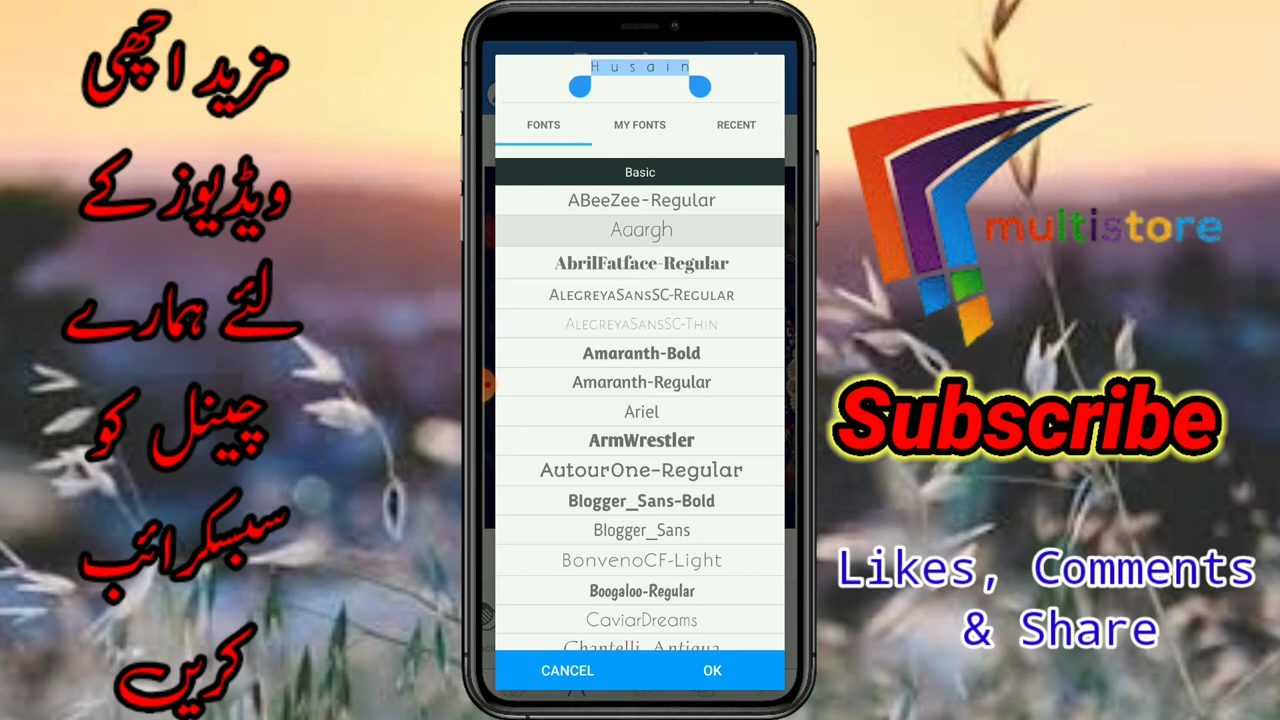 مزید اچھی
ویڈیوز کے
لئے ہمارے
چینل کو
سبسکرائب
کریں
Husain
FONTS
MY FONTS
RECENT
Basic
ABeeZee-Regular
Aaargh
AbrilFatface-Regular
AlegreyaSansSC-Regular
AlegreyaSansSC-Thin
Amaranth-Bold
Amaranth-Regular
Ariel
ArmWrestler
AutourOne-Regular
Blogger_Sans-Bold
Blogger_Sans
BonvenoCF-Light
Boogaloo-Regular
CaviarDreams
Chantelli_Antiqua
CANCEL
OK
multistore
Subscribe
Likes, Comments
& Share